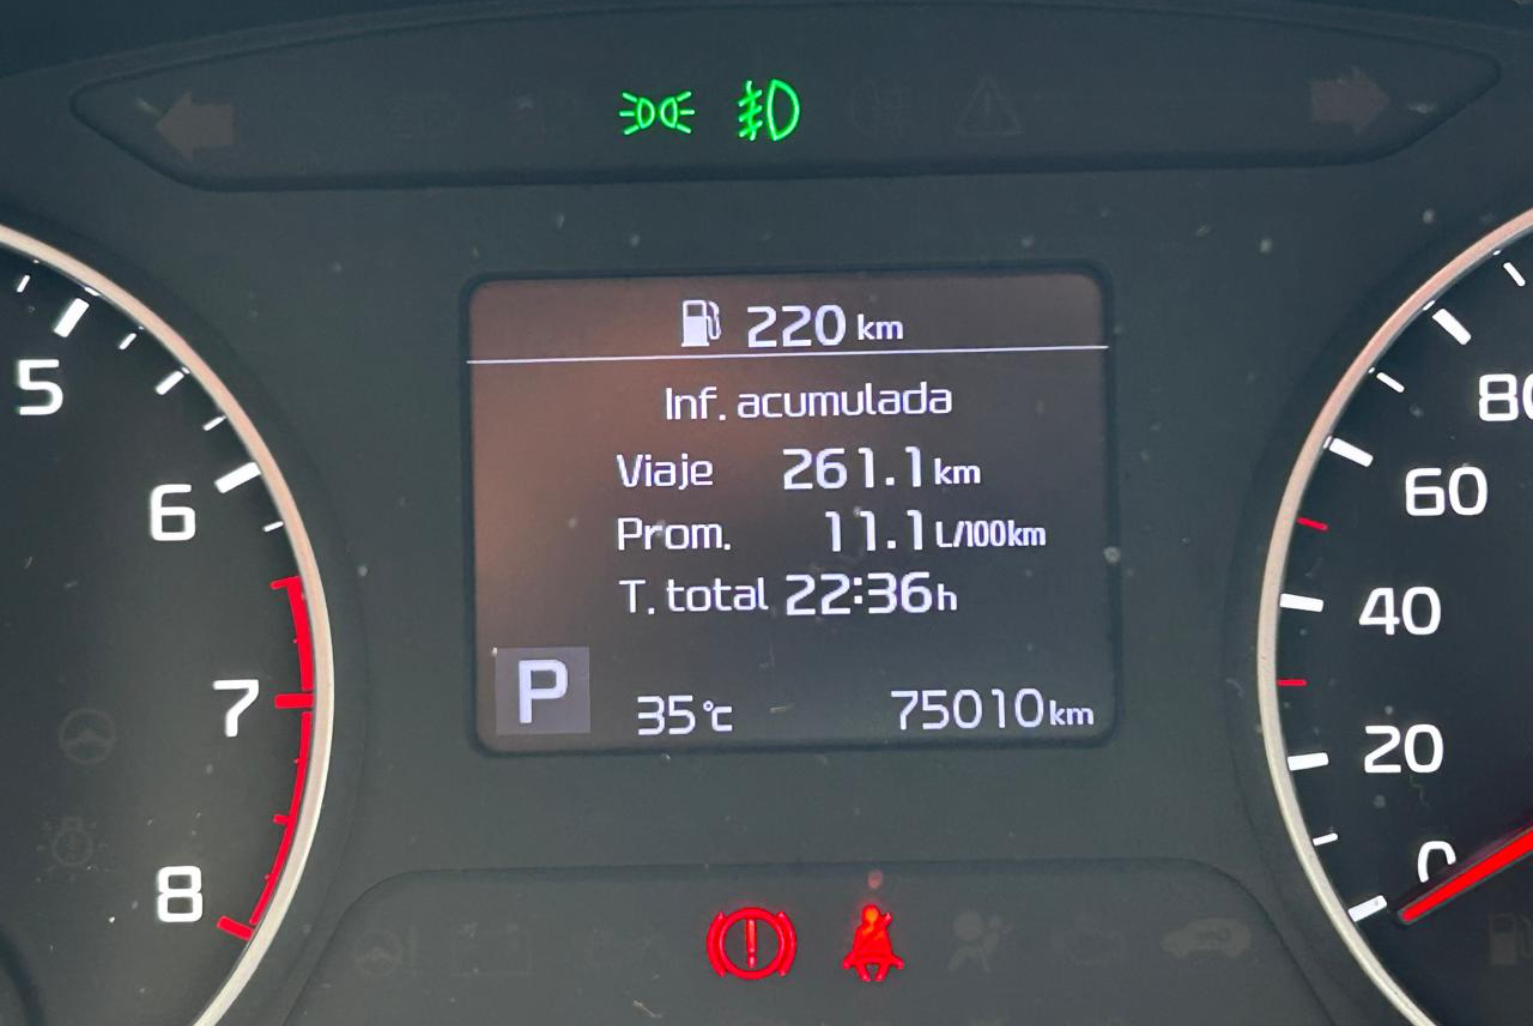 220 km
Inf. acumulada
Viaje 261.1 km
Prom. 11.1 L/100km
T. total 22:36 h
P 35 °C 75010 km
5
6
7
8
80
60
40
20
0